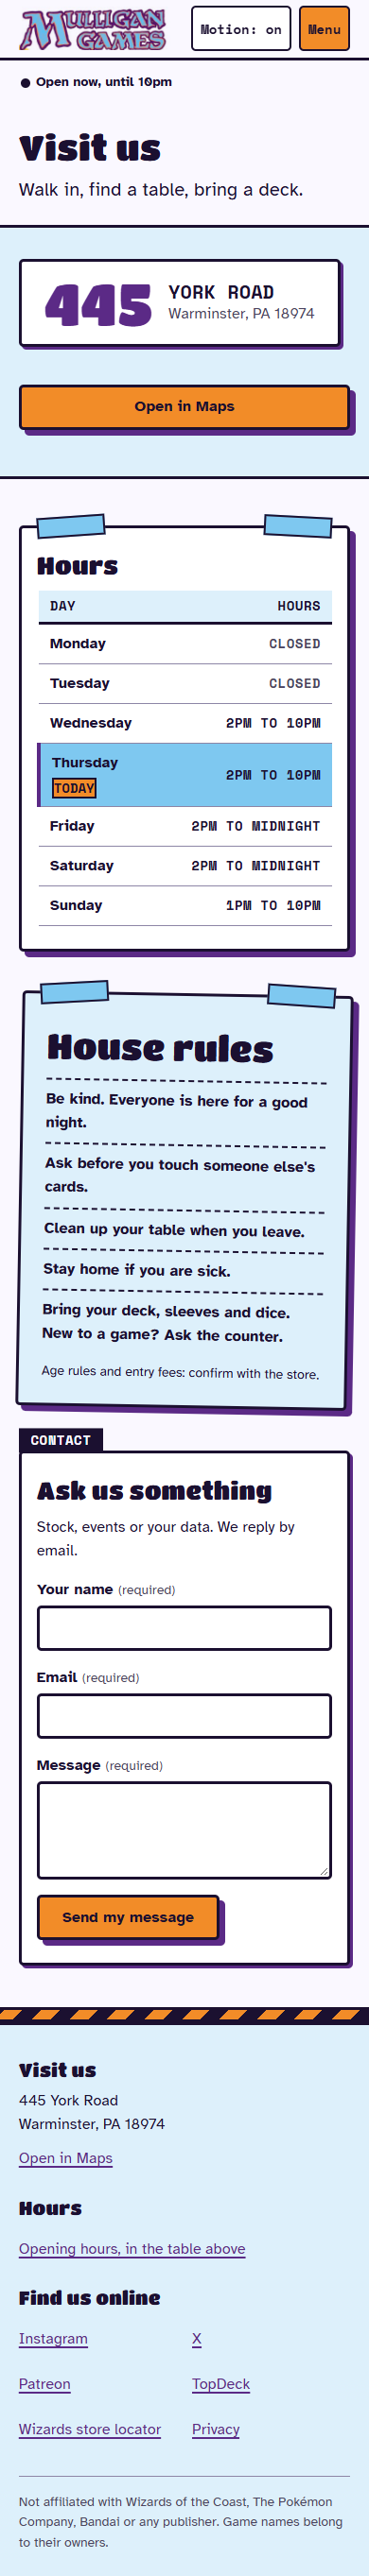 Mulligan
Games
Motion: on
Menu
Open now, until 10pm
Visit us
Walk in, find a table, bring a deck.
445
YORK ROAD
Warminster, PA 18974
Open in Maps
Hours
DAY HOURS
Monday CLOSED
Tuesday CLOSED
Wednesday 2PM TO 10PM
Thursday
TODAY
2PM TO 10PM
Friday 2PM TO MIDNIGHT
Saturday 2PM TO MIDNIGHT
Sunday 1PM TO 10PM
House rules
Be kind. Everyone is here for a good
night.
Ask before you touch someone else's
cards.
Clean up your table when you leave.
Stay home if you are sick.
Bring your deck, sleeves and dice.
New to a game? Ask the counter.
Age rules and entry fees: confirm with the store.
CONTACT
Ask us something
Stock, events or your data. We reply by
email.
Your name (required)
Email (required)
Message (required)
Send my message
Visit us
445 York Road
Warminster, PA 18974
Open in Maps
Hours
Opening hours, in the table above
Find us online
Instagram X
Patreon TopDeck
Wizards store locator Privacy
Not affiliated with Wizards of the Coast, The Pokémon
Company, Bandai or any publisher. Game names belong
to their owners.